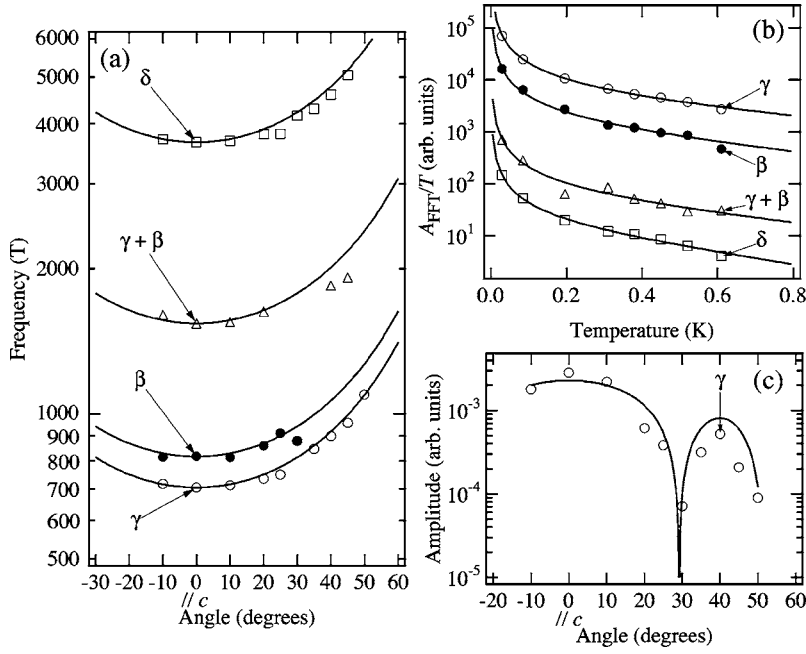 (a)
6000
5000
4000
3000
2000
1000
900
800
700
600
500
Frequency (T)
δ
γ + β
β
γ
-30 -20 -10 0 10 20 30 40 50 60
// c
Angle (degrees)
(b)
10^5
10^4
10^3
10^2
10^1
A_FFT/T (arb. units)
γ
β
γ + β
δ
0.0 0.2 0.4 0.6 0.8
Temperature (K)
(c)
10^-3
10^-4
10^-5
Amplitude (arb. units)
γ
-20 -10 0 10 20 30 40 50 60
// c
Angle (degrees)